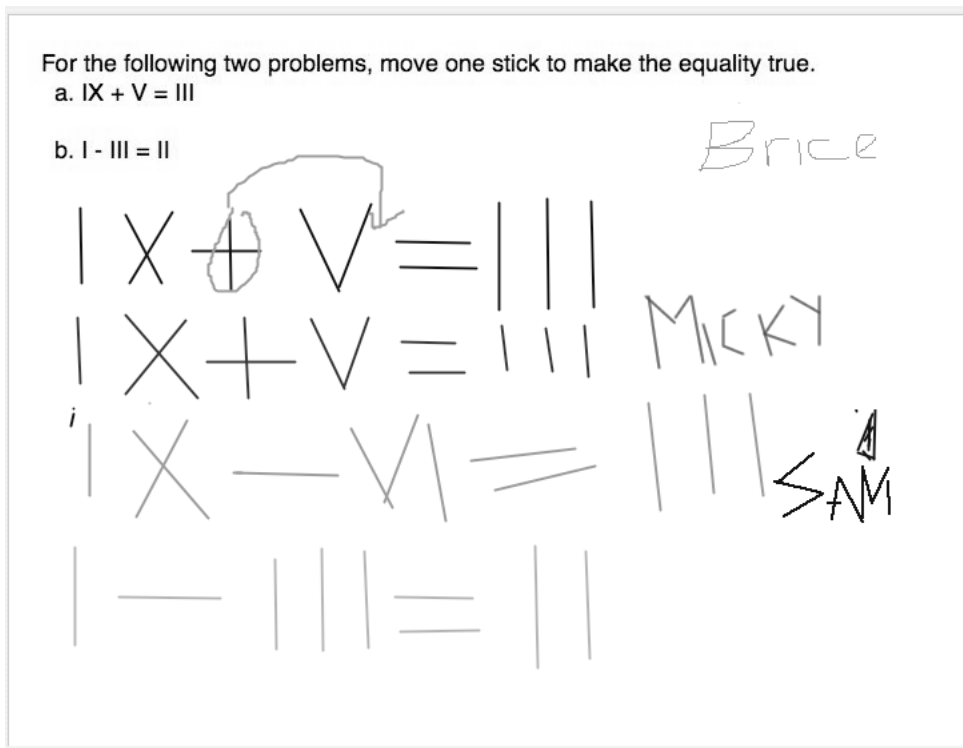 For the following two problems, move one stick to make the equality true.
a. IX + V = III
Brice
b. I - III = II
IX + V = III
IX + V = III MICKY
i
IX - VI = III SAM
I - III = II